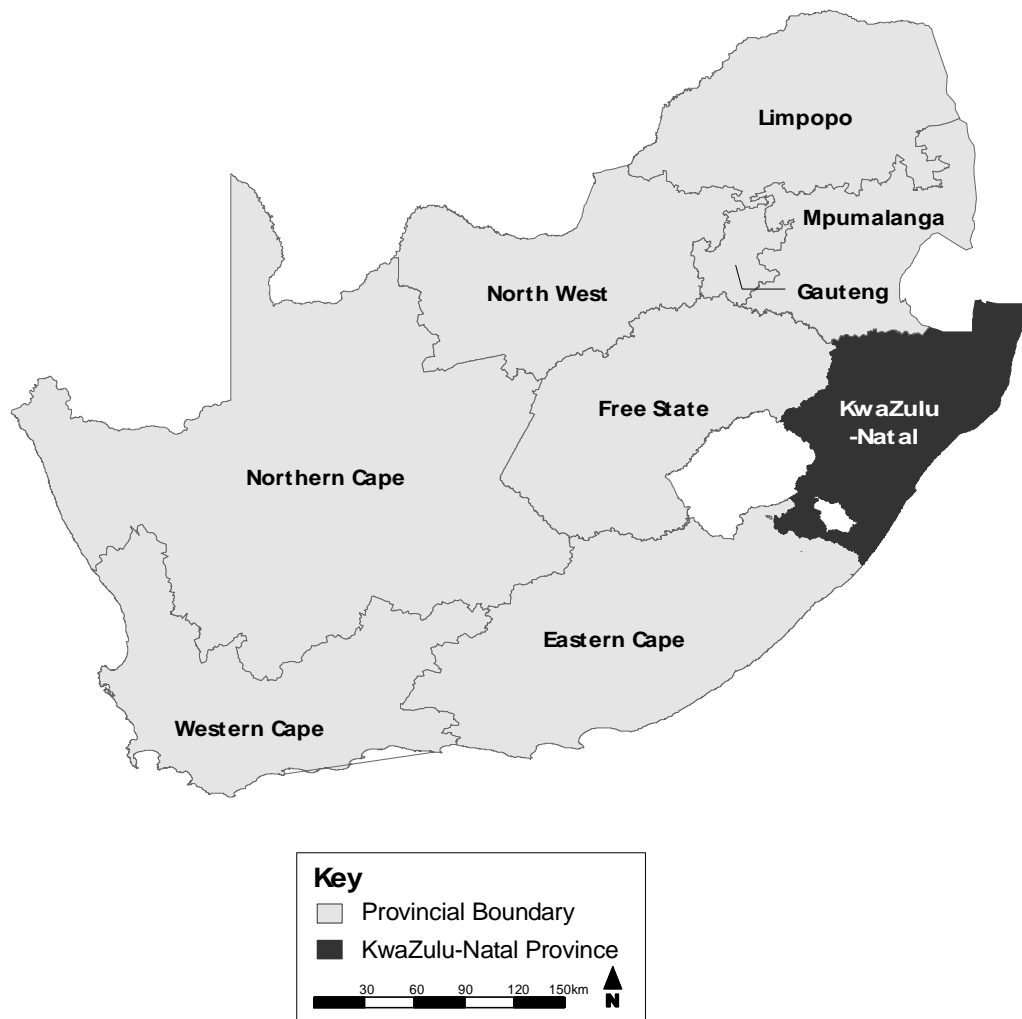 Limpopo
Mpumalanga
North West
Gauteng
Free State
KwaZulu
-Natal
Northern Cape
Eastern Cape
Western Cape
Key
Provincial Boundary
KwaZulu-Natal Province
30 60 90 120 150km
N